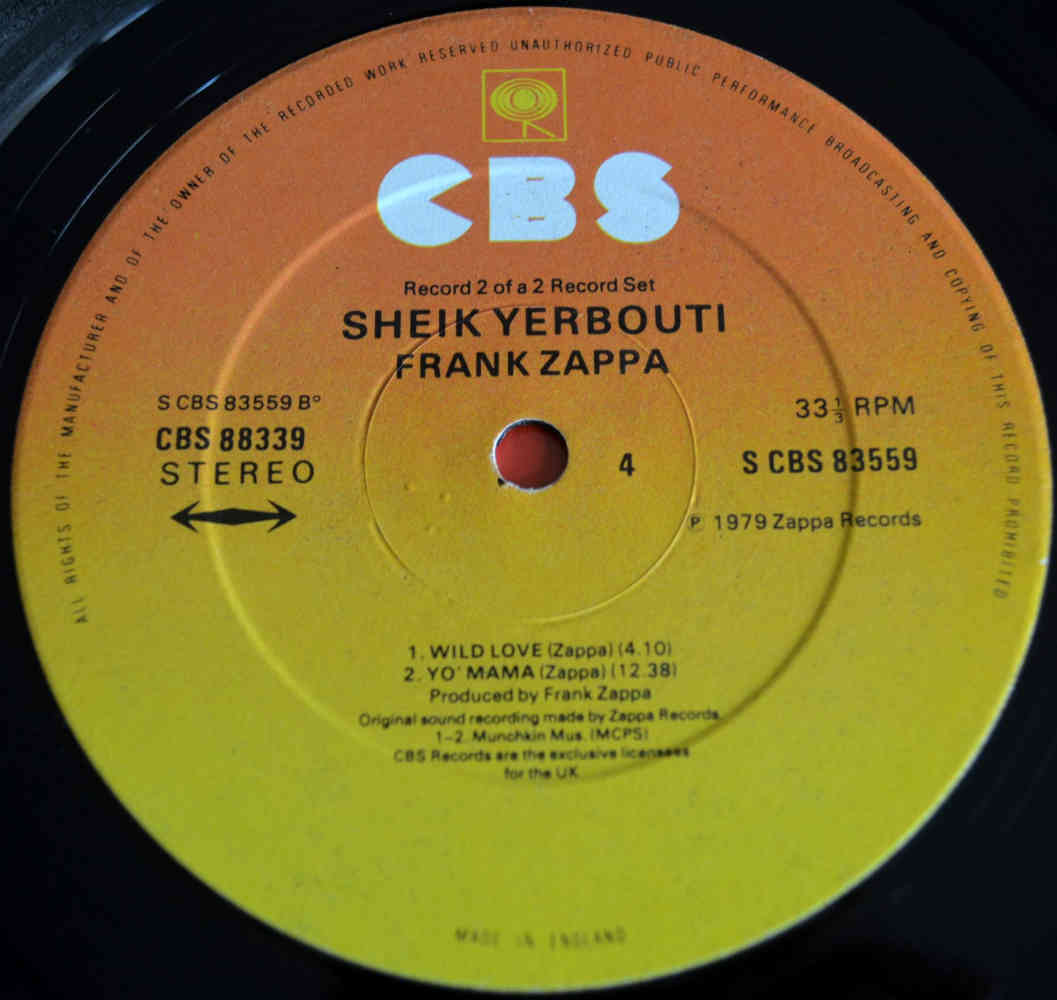 ALL RIGHTS OF THE MANUFACTURER AND OF THE OWNER OF THE RECORDED WORK RESERVED UNAUTHORIZED PUBLIC PERFORMANCE BROADCASTING AND COPYING OF THIS RECORD PROHIBITED
CBS
Record 2 of a 2 Record Set
SHEIK YERBOUTI
FRANK ZAPPA
S CBS 83559 B°
CBS 88339
STEREO
4
33⅓ RPM
S CBS 83559
℗ 1979 Zappa Records
1. WILD LOVE (Zappa) (4.10)
2. YO' MAMA (Zappa) (12.38)
Produced by Frank Zappa
Original sound recording made by Zappa Records.
1–2. Munchkin Mus. (MCPS)
CBS Records are the exclusive licensees
for the UK
MADE IN ENGLAND